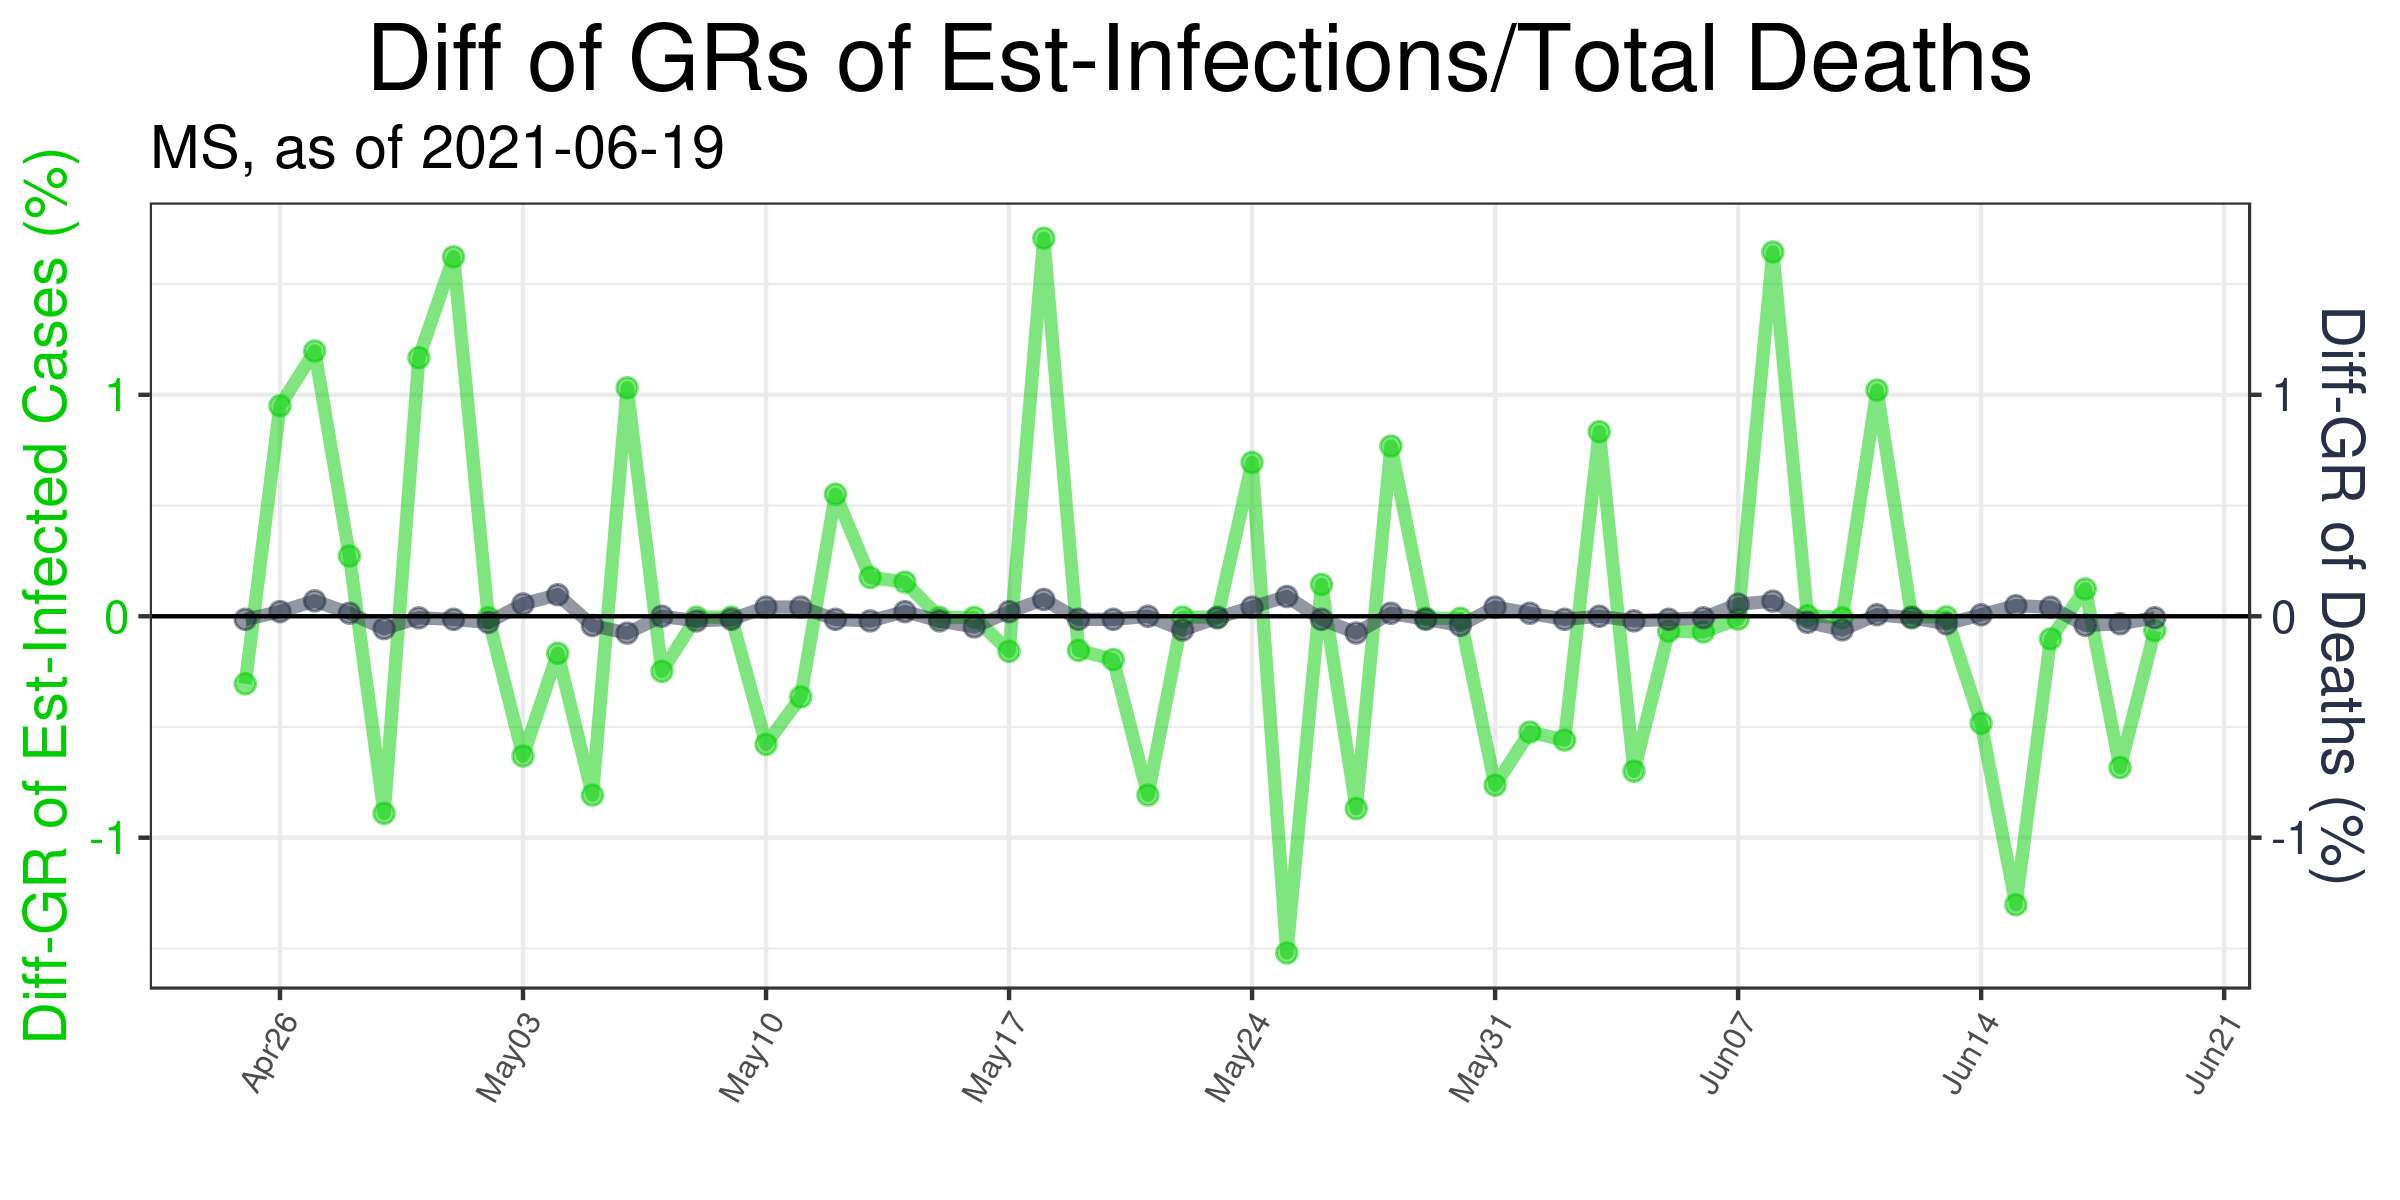 Diff of GRs of Est-Infections/Total Deaths
MS, as of 2021-06-19
Diff-GR of Est-Infected Cases (%)
1
0
-1
1
0
-1
Diff-GR of Deaths (%)
Apr26
May03
May10
May17
May24
May31
Jun07
Jun14
Jun21